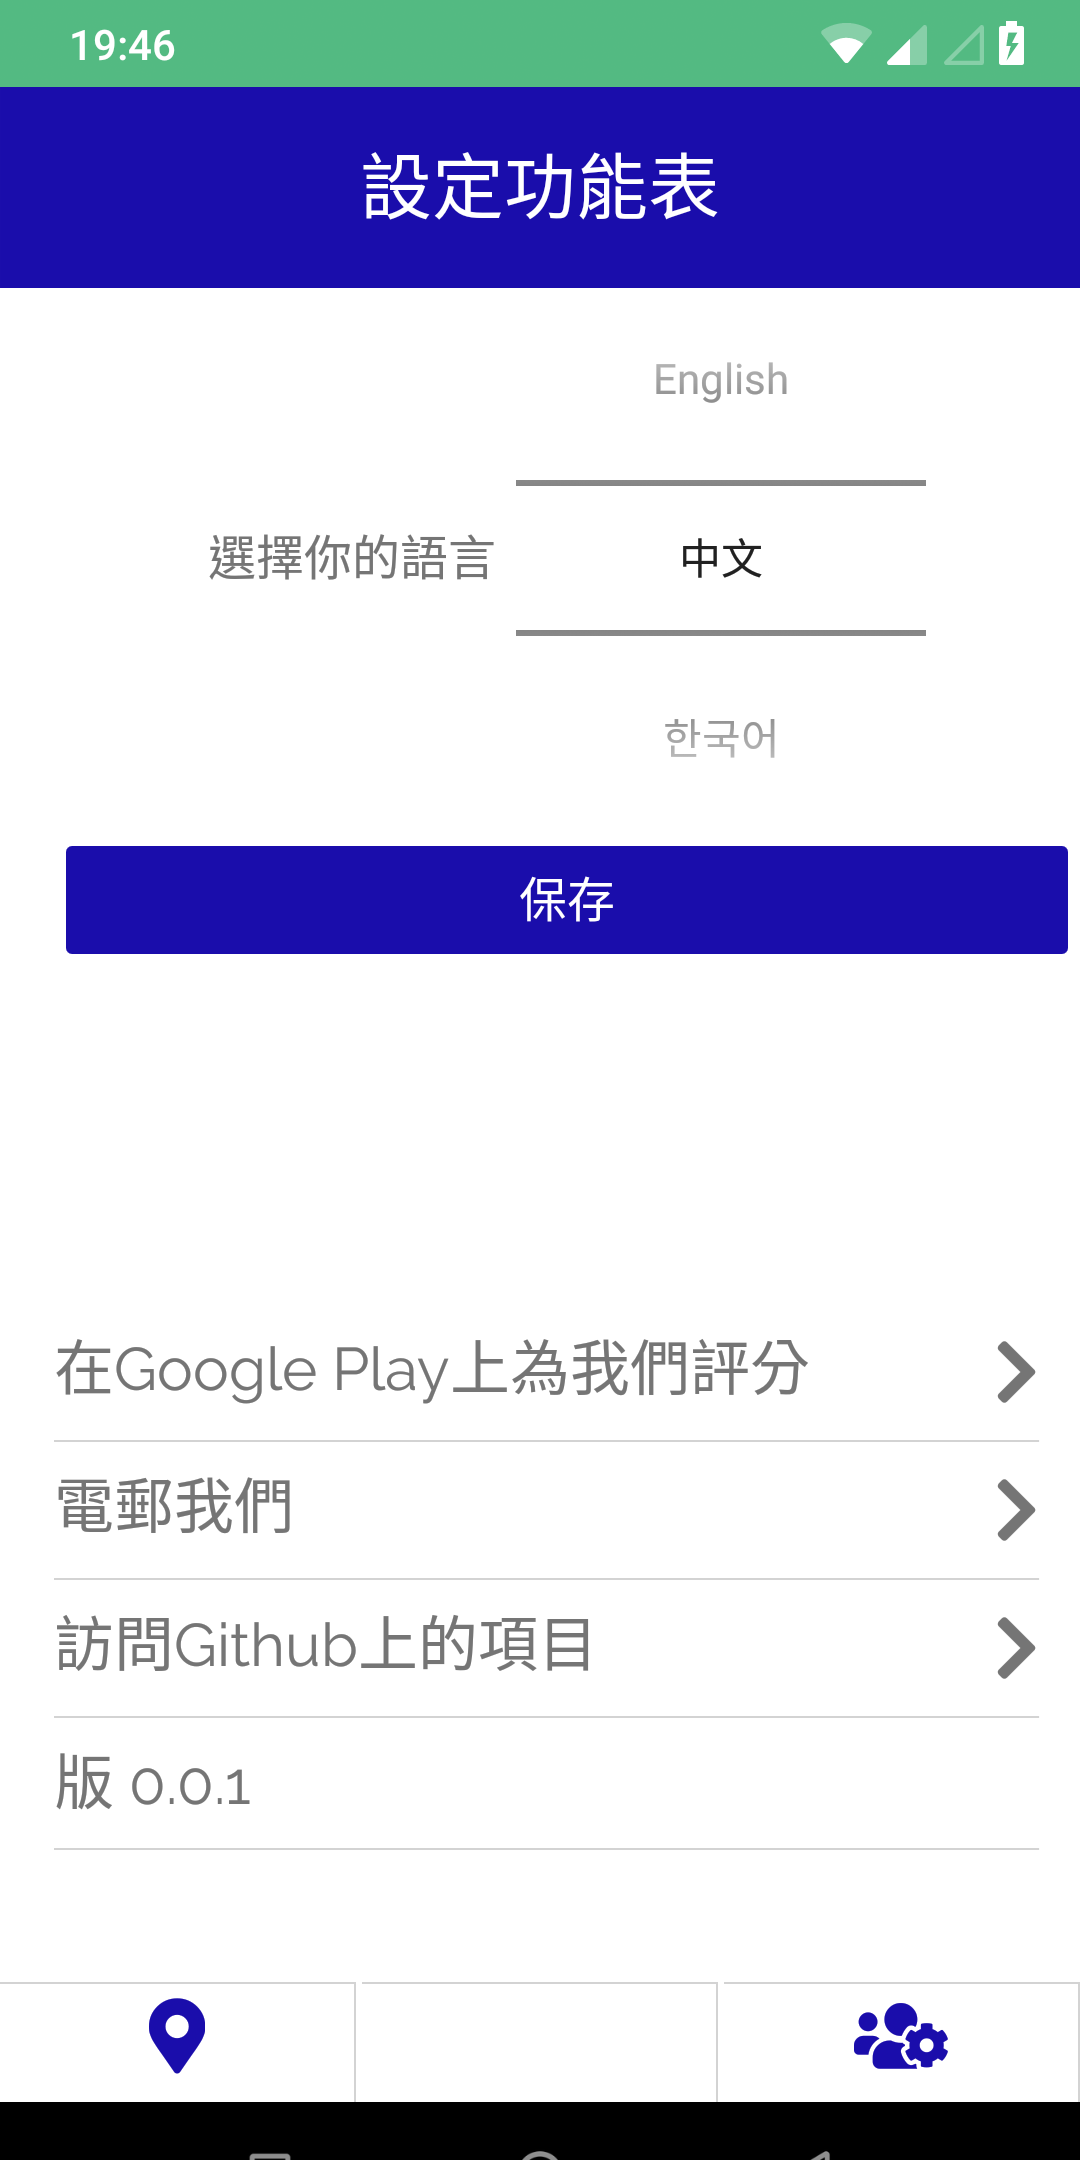 19:46
設定功能表
English
選擇你的語言
中文
한국어
保存
在Google Play上為我們評分
電郵我們
訪問Github上的項目
版 0.0.1